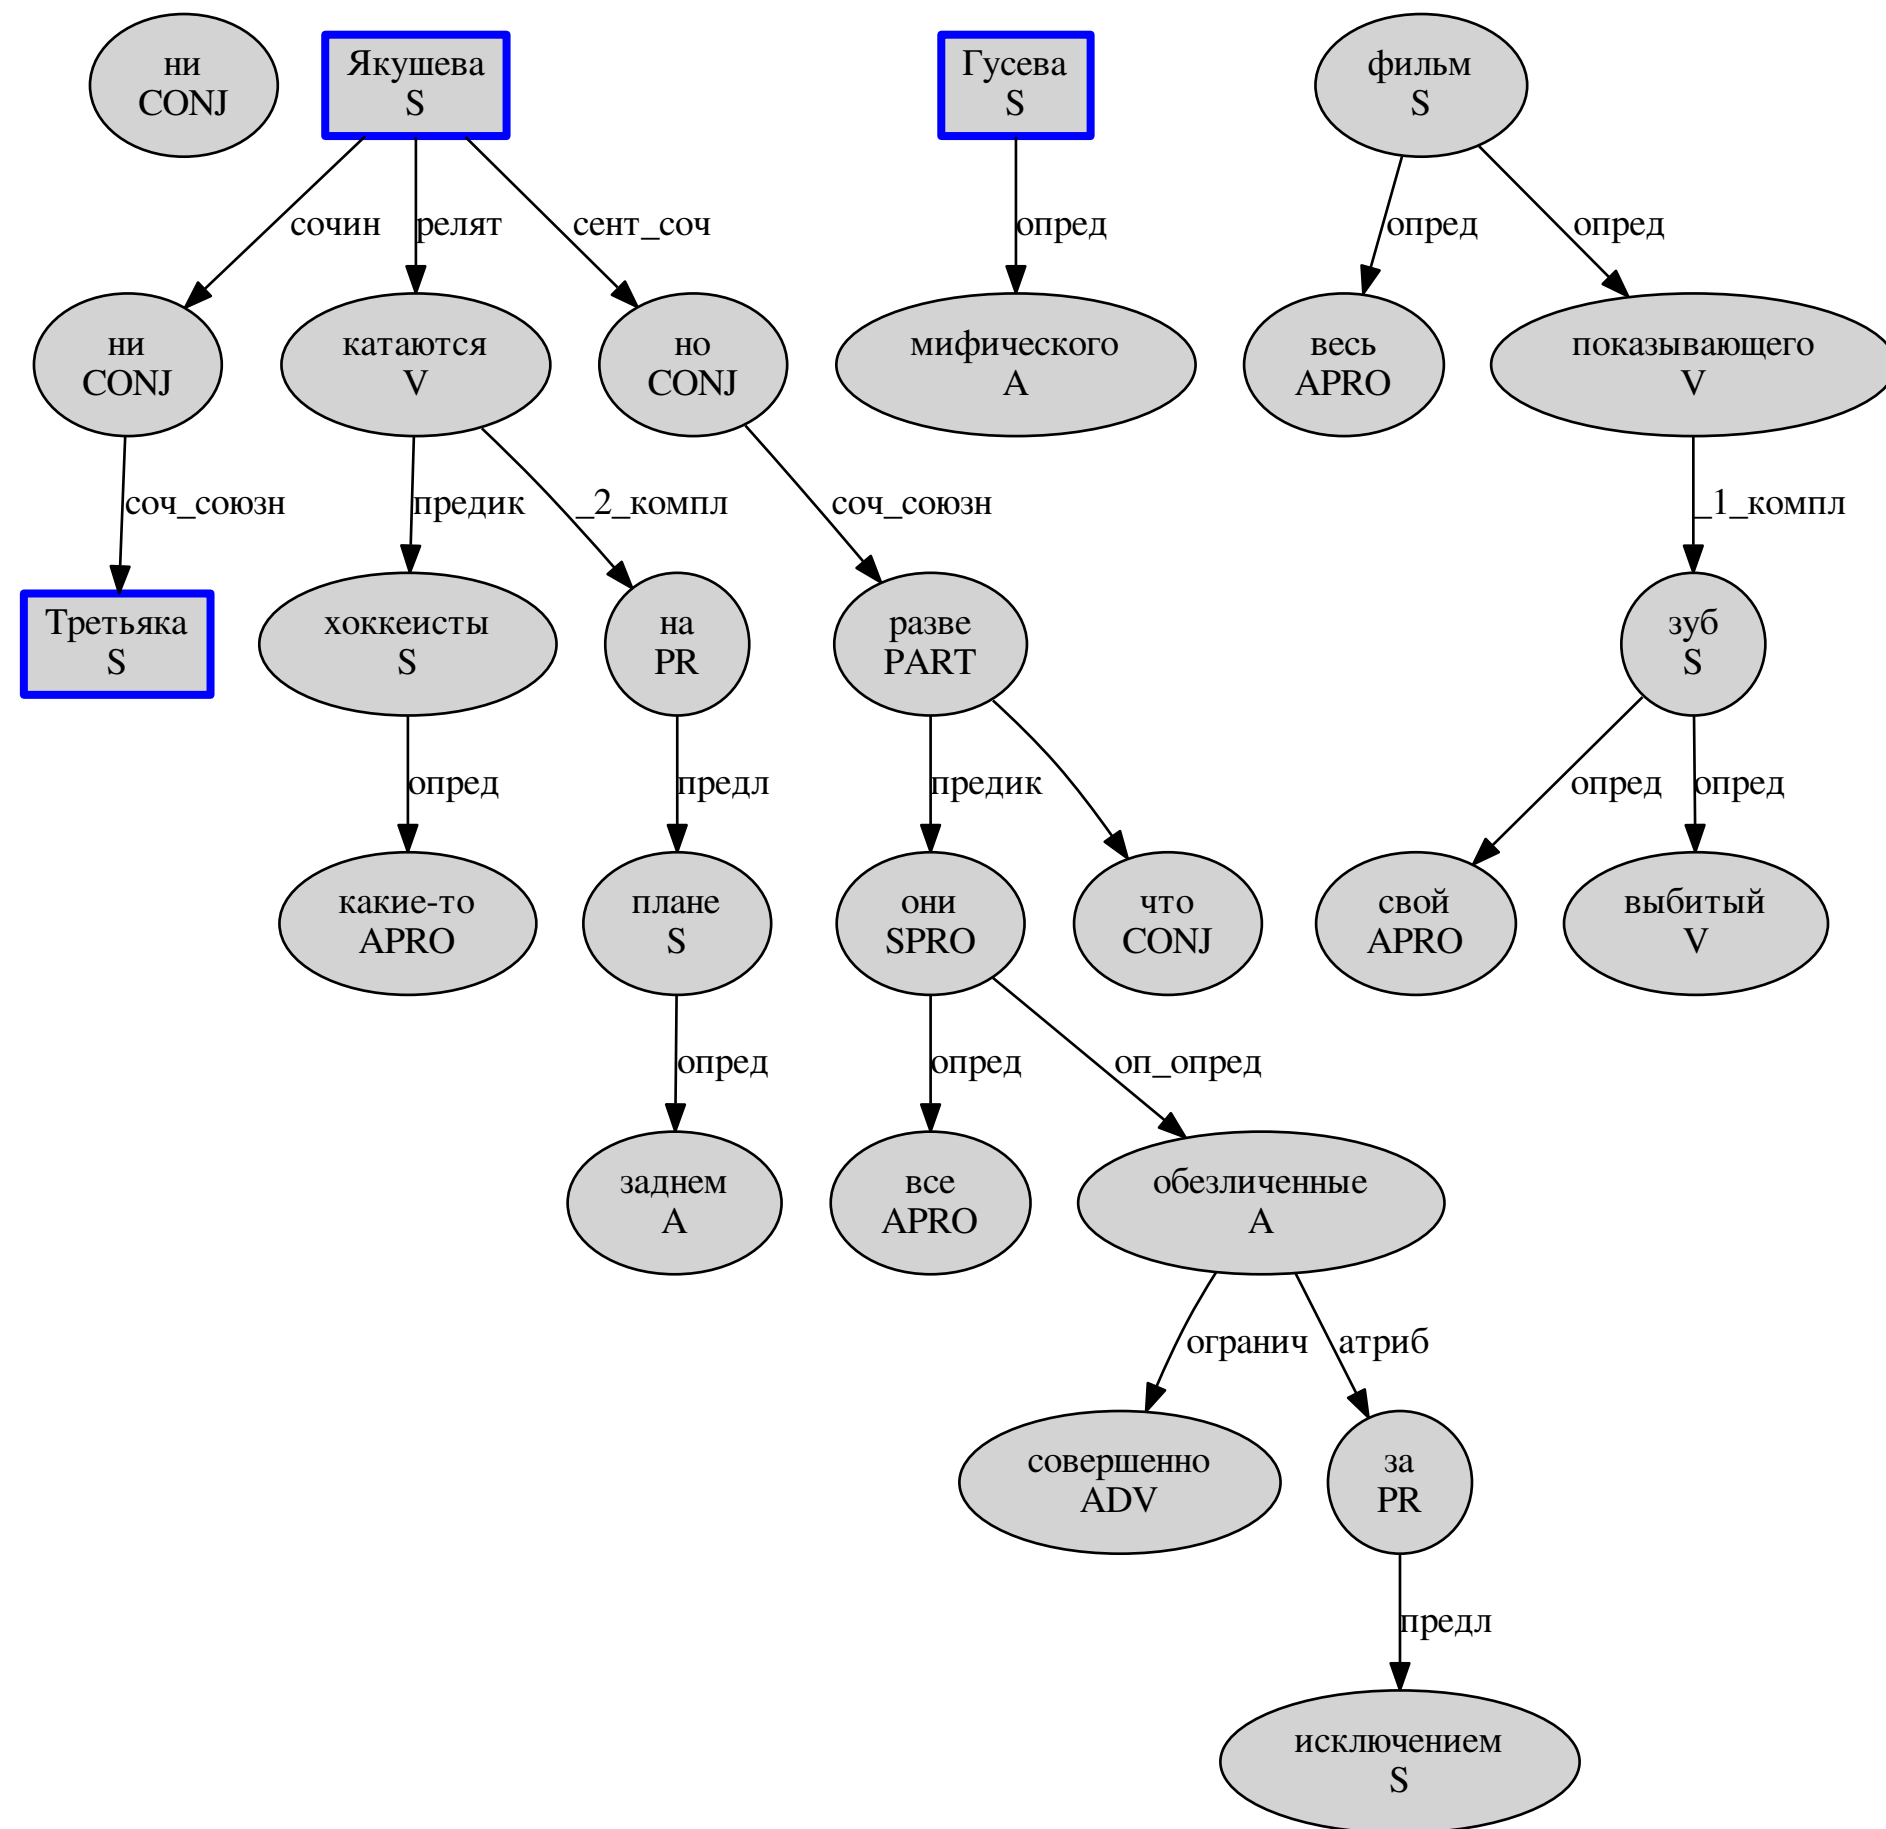 ни
CONJ
Якушева
S
Гусева
S
фильм
S
сочин
релят
сент_соч
опред
опред
опред
ни
CONJ
катаются
V
но
CONJ
мифического
A
весь
APRO
показывающего
V
соч_союзн
предик
_2_компл
соч_союзн
_1_компл
Третьяка
S
хоккеисты
S
на
PR
разве
PART
зуб
S
опред
предл
предик
опред
опред
какие-то
APRO
плане
S
они
SPRO
что
CONJ
свой
APRO
выбитый
V
опред
опред
оп_опред
заднем
A
все
APRO
обезличенные
A
огранич
атриб
совершенно
ADV
за
PR
предл
исключением
S